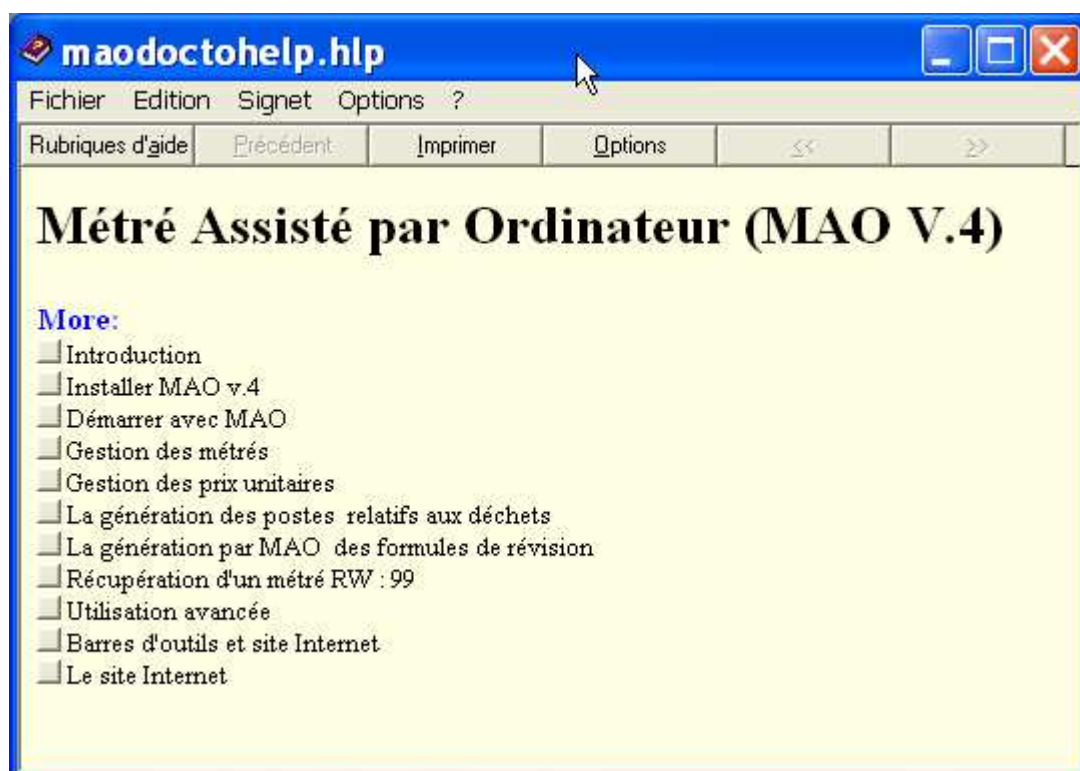 maodoctohelp.hlp
Fichier Edition Signet Options ?
Rubriques d'aide Précédent Imprimer Options << >>
Métré Assisté par Ordinateur (MAO V.4)
More:
Introduction
Installer MAO v.4
Démarrer avec MAO
Gestion des métrés
Gestion des prix unitaires
La génération des postes relatifs aux déchets
La génération par MAO des formules de révision
Récupération d'un métré RW : 99
Utilisation avancée
Barres d'outils et site Internet
Le site Internet